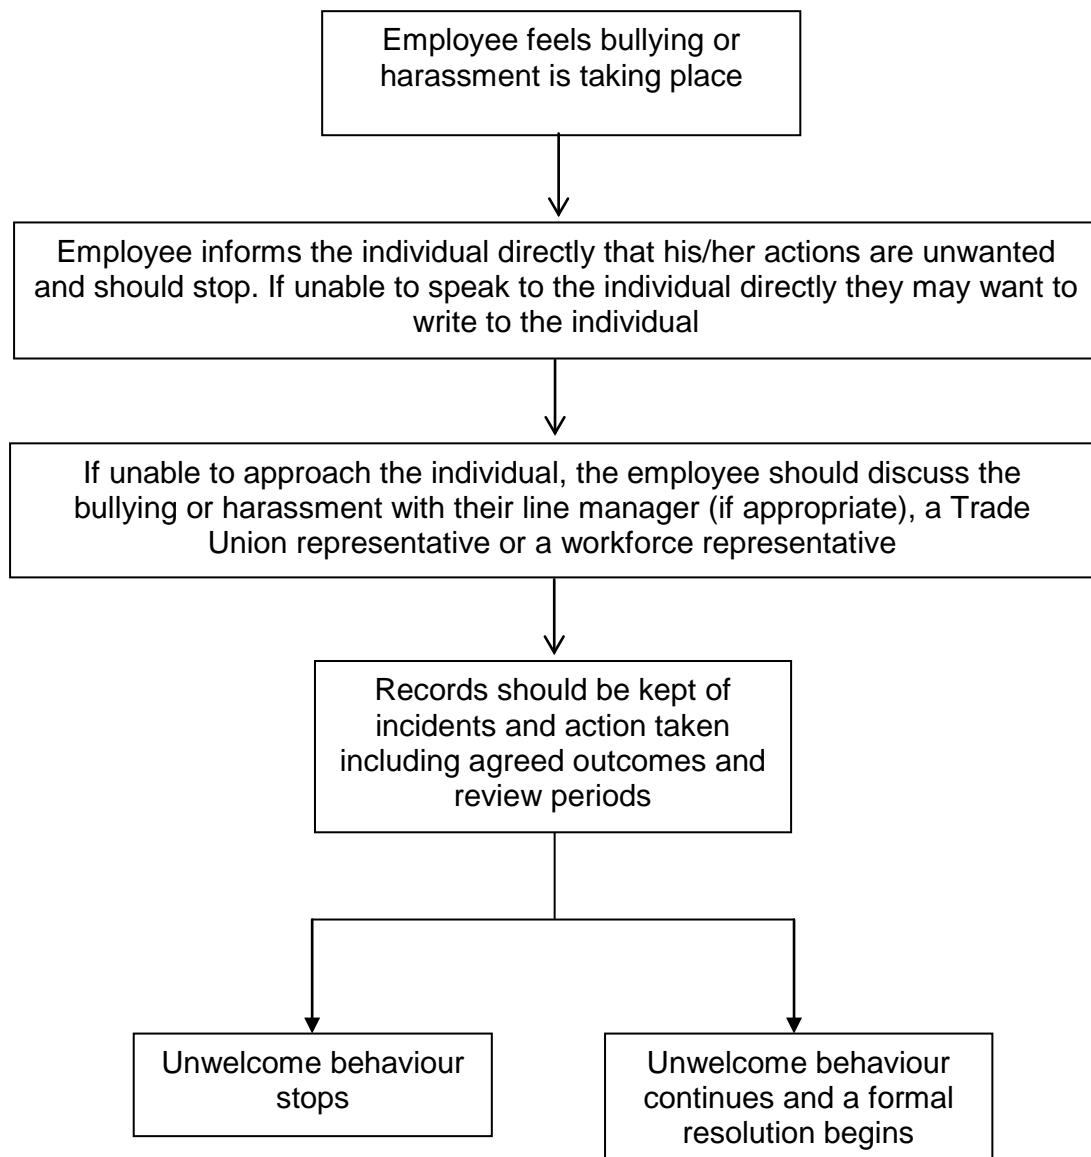 Employee feels bullying or
harassment is taking place
Employee informs the individual directly that his/her actions are unwanted
and should stop. If unable to speak to the individual directly they may want to
write to the individual
If unable to approach the individual, the employee should discuss the
bullying or harassment with their line manager (if appropriate), a Trade
Union representative or a workforce representative
Records should be kept of
incidents and action taken
including agreed outcomes and
review periods
Unwelcome behaviour
stops
Unwelcome behaviour
continues and a formal
resolution begins